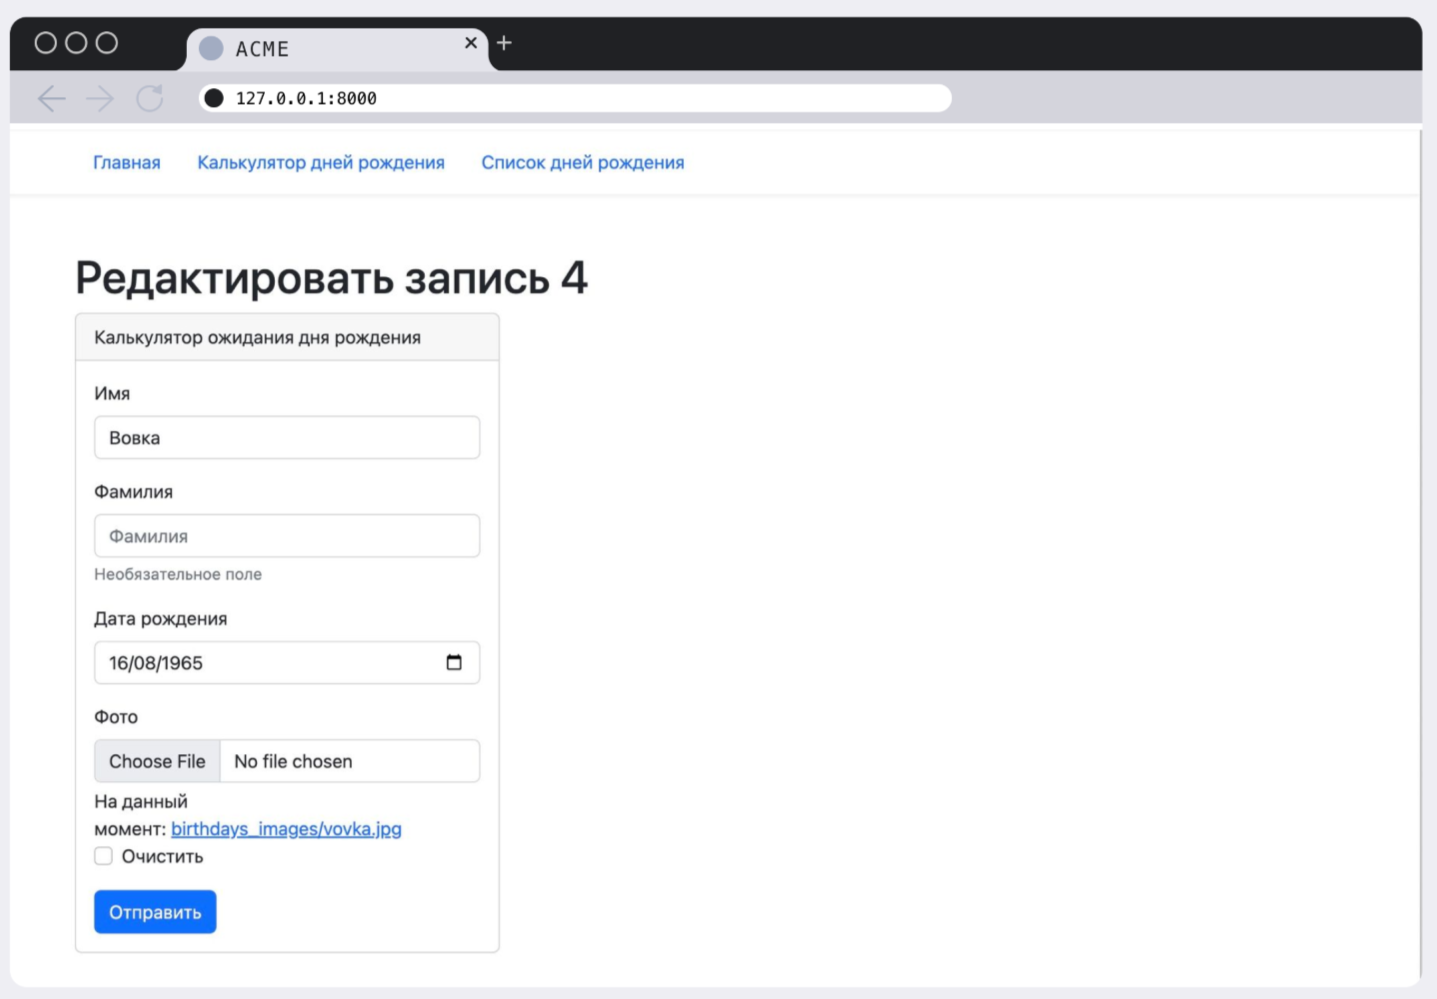 ACME
127.0.0.1:8000
Главная Калькулятор дней рождения Список дней рождения
Редактировать запись 4
Калькулятор ожидания дня рождения
Имя
Вовка
Фамилия
Фамилия
Необязательное поле
Дата рождения
16/08/1965
Фото
Choose File No file chosen
На данный
момент: birthdays_images/vovka.jpg
Очистить
Отправить